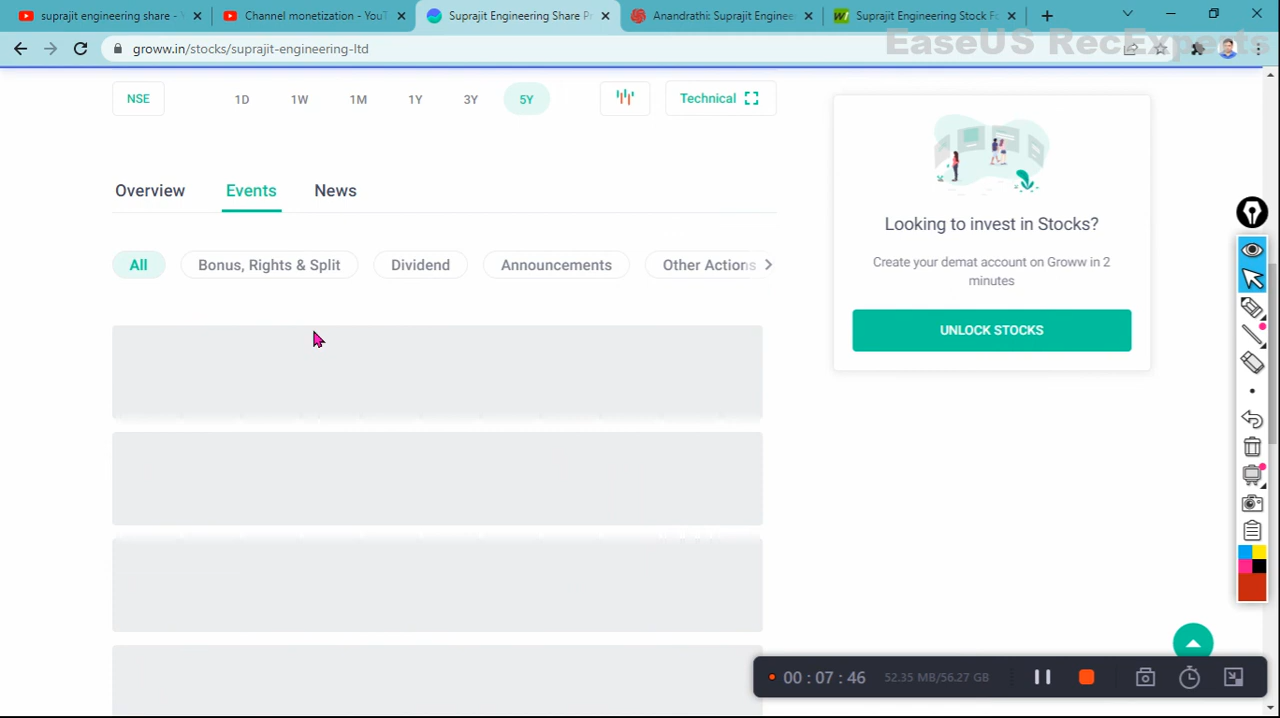 suprajit engineering share -
Channel monetization - YouT
Suprajit Engineering Share Pr
Anandrathi: Suprajit Enginee
Suprajit Engineering Stock Fo
groww.in/stocks/suprajit-engineering-ltd
EaseUS RecExperts
NSE
1D
1W
1M
1Y
3Y
5Y
Technical
Overview
Events
News
All
Bonus, Rights & Split
Dividend
Announcements
Other Actions
Looking to invest in Stocks?
Create your demat account on Groww in 2
minutes
UNLOCK STOCKS
00 : 07 : 46
52.35 MB/56.27 GB